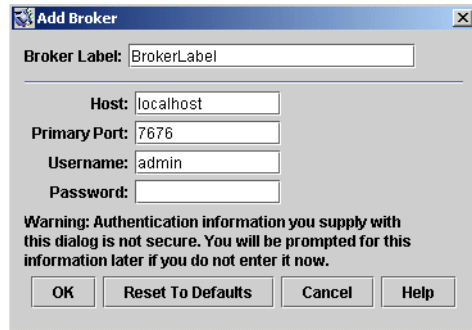 Add Broker
Broker Label: BrokerLabel
Host: localhost
Primary Port: 7676
Username: admin
Password:
Warning: Authentication information you supply with
this dialog is not secure. You will be prompted for this
information later if you do not enter it now.
OK Reset To Defaults Cancel Help